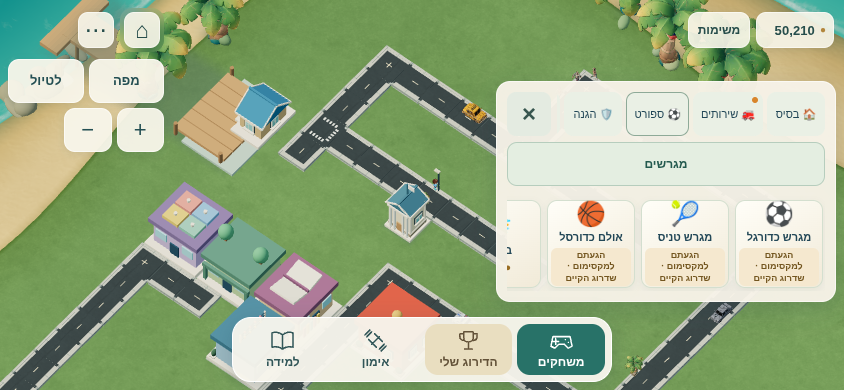 50,210
משימות
מפה
לטיול
+
−
בסיס
שירותים
ספורט
הגנה
×
מגרשים
מגרש כדורגל
הגעתם
למקסימום ·
שדרוג הקיים
מגרש טניס
הגעתם
למקסימום ·
שדרוג הקיים
אולם כדורסל
הגעתם
למקסימום ·
שדרוג הקיים
משחקים
הדירוג שלי
אימון
למידה